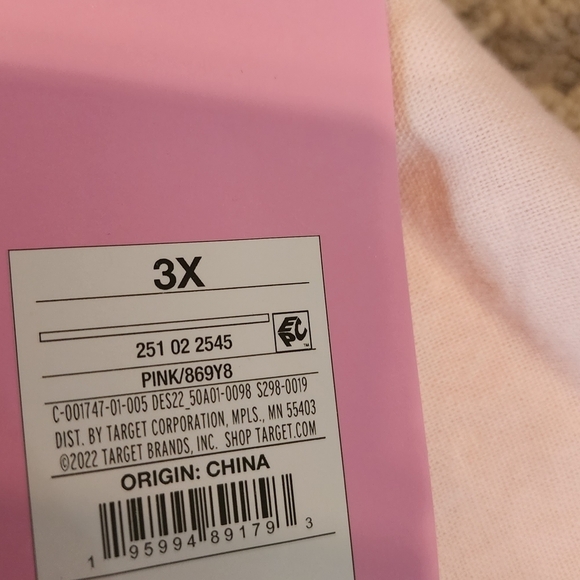 3X
251 02 2545
EPC™
PINK/869Y8
C-001747-01-005 DES22_50A01-0098 S298-0019
DIST. BY TARGET CORPORATION, MPLS., MN 55403
©2022 TARGET BRANDS, INC. SHOP TARGET.COM
ORIGIN: CHINA
1 95994 89179 3